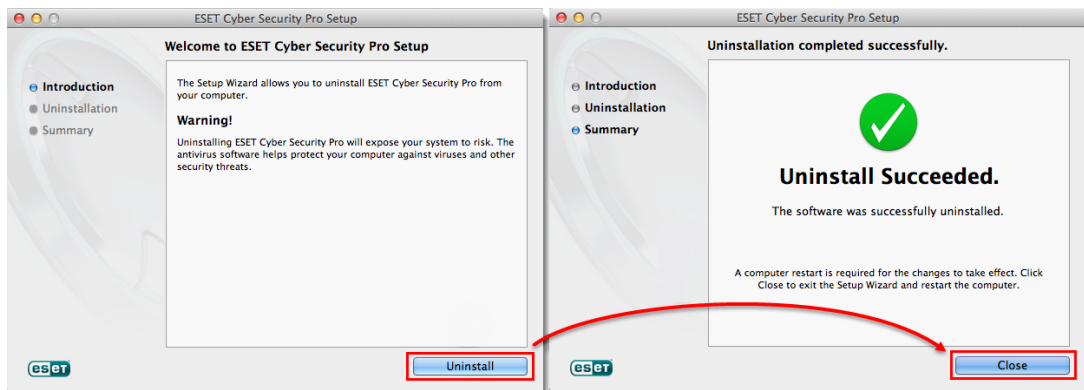 ESET Cyber Security Pro Setup
Welcome to ESET Cyber Security Pro Setup
Introduction
Uninstallation
Summary
The Setup Wizard allows you to uninstall ESET Cyber Security Pro from
your computer.
Warning!
Uninstalling ESET Cyber Security Pro will expose your system to risk. The
antivirus software helps protect your computer against viruses and other
security threats.
eseT
Uninstall
ESET Cyber Security Pro Setup
Uninstallation completed successfully.
Introduction
Uninstallation
Summary
Uninstall Succeeded.
The software was successfully uninstalled.
A computer restart is required for the changes to take effect. Click
Close to exit the Setup Wizard and restart the computer.
eseT
Close